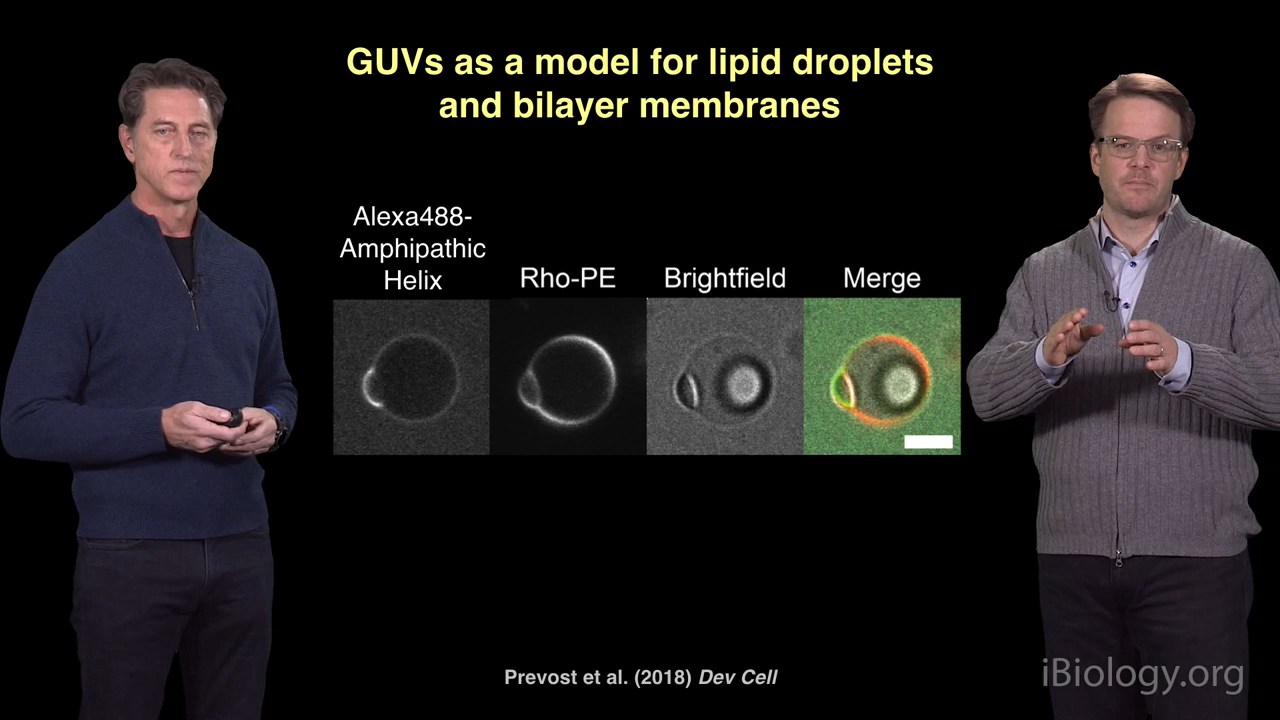 GUVs as a model for lipid droplets
and bilayer membranes
Alexa488-
Amphipathic
Helix
Rho-PE
Brightfield
Merge
Prevost et al. (2018) Dev Cell
iBiology.org